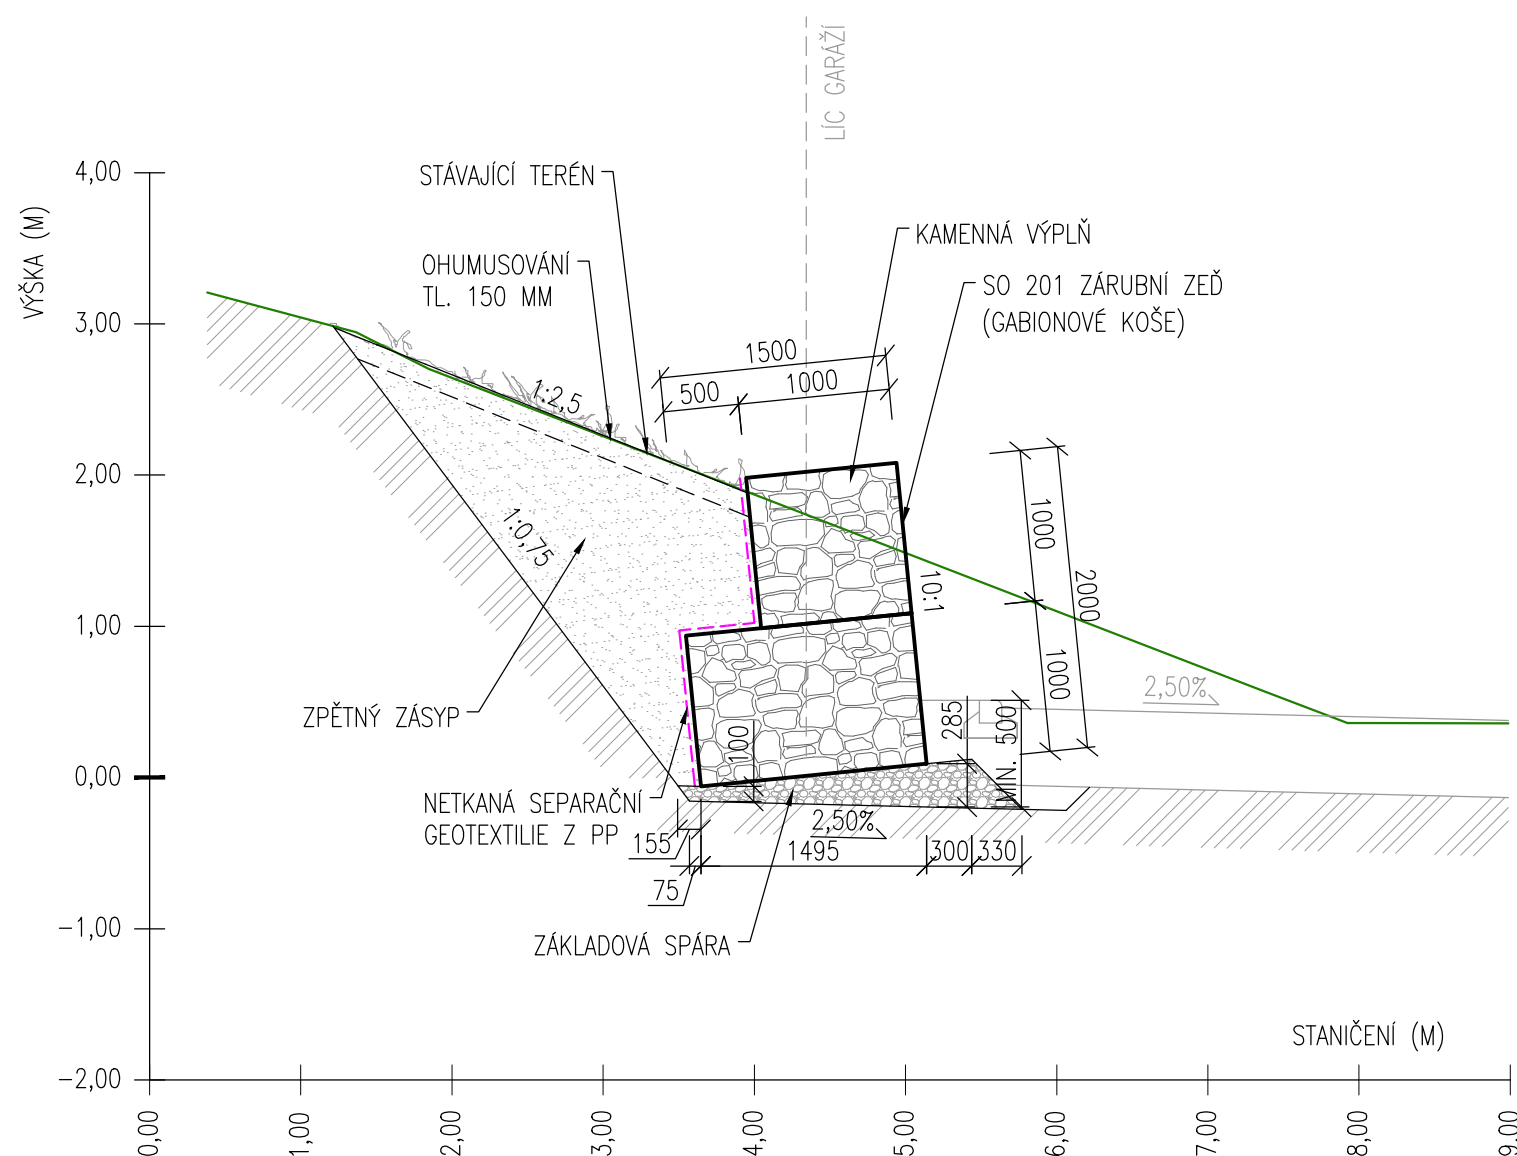 LÍC GARÁŽÍ
4,00
STÁVAJÍCÍ TERÉN
VÝŠKA (M)
KAMENNÁ VÝPLŇ
OHUMUSOVÁNÍ
TL. 150 MM
SO 201 ZÁRUBNÍ ZEĎ
(GABIONOVÉ KOŠE)
3,00
1500
500
1000
1:2,5
2,00
1:0,75
1000
2000
10:1
1,00
1000
2,50%
ZPĚTNÝ ZÁSYP
100
285
MIN. 500
0,00
NETKANÁ SEPARAČNÍ
GEOTEXTILIE Z PP
2,50%
155
1495
300
330
75
-1,00
ZÁKLADOVÁ SPÁRA
STANIČENÍ (M)
-2,00
0,00
1,00
2,00
3,00
4,00
5,00
6,00
7,00
8,00
9,00